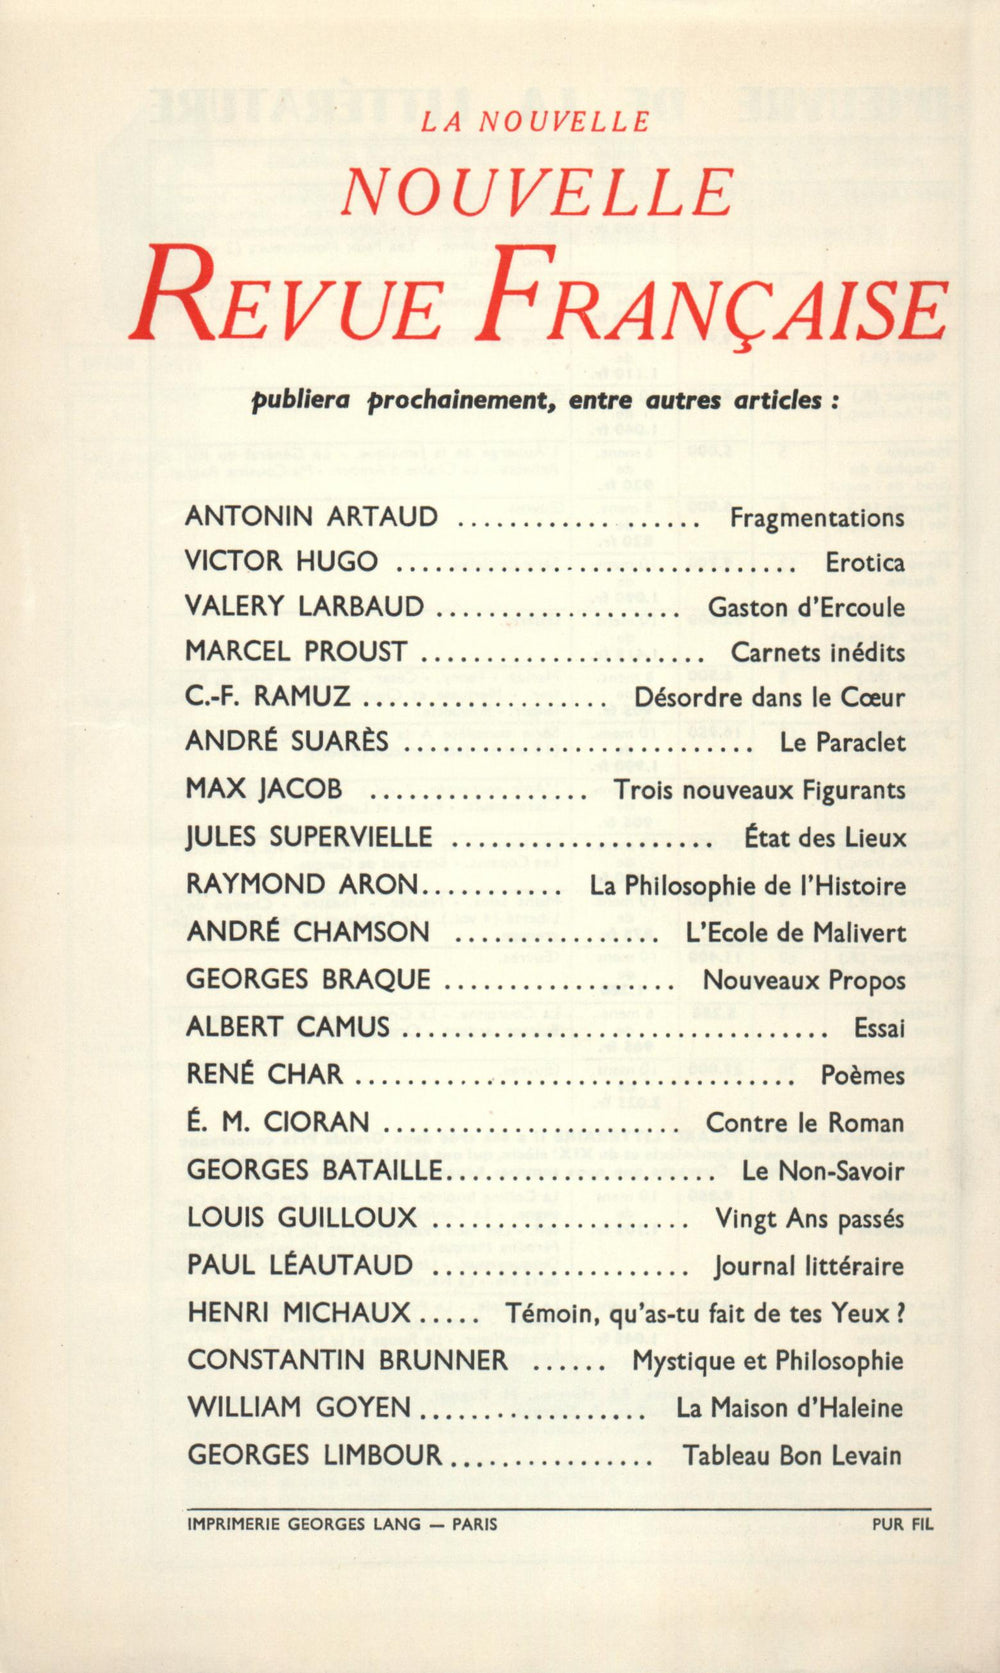 LA NOUVELLE
NOUVELLE
REVUE FRANÇAISE
publiera prochainement, entre autres articles :
ANTONIN ARTAUD ............ ...... Fragmentations
VICTOR HUGO ................................ Erotica
VALERY LARBAUD .................... Gaston d'Ercoule
MARCEL PROUST ....................... Carnets inédits
C.-F. RAMUZ .................... Désordre dans le Cœur
ANDRÉ SUARÈS ............................. Le Paraclet
MAX JACOB .................. Trois nouveaux Figurants
JULES SUPERVIELLE ..................... État des Lieux
RAYMOND ARON........... La Philosophie de l'Histoire
ANDRÉ CHAMSON ................. L'Ecole de Malivert
GEORGES BRAQUE ................... Nouveaux Propos
ALBERT CAMUS .................................. Essai
RENÉ CHAR ................................... Poèmes
É. M. CIORAN .......................... Contre le Roman
GEORGES BATAILLE...................... Le Non-Savoir
LOUIS GUILLOUX ..................... Vingt Ans passés
PAUL LÉAUTAUD ..................... Journal littéraire
HENRI MICHAUX ..... Témoin, qu'as-tu fait de tes Yeux ?
CONSTANTIN BRUNNER ...... Mystique et Philosophie
WILLIAM GOYEN .................. La Maison d'Haleine
GEORGES LIMBOUR ................. Tableau Bon Levain
IMPRIMERIE GEORGES LANG — PARIS PUR FIL